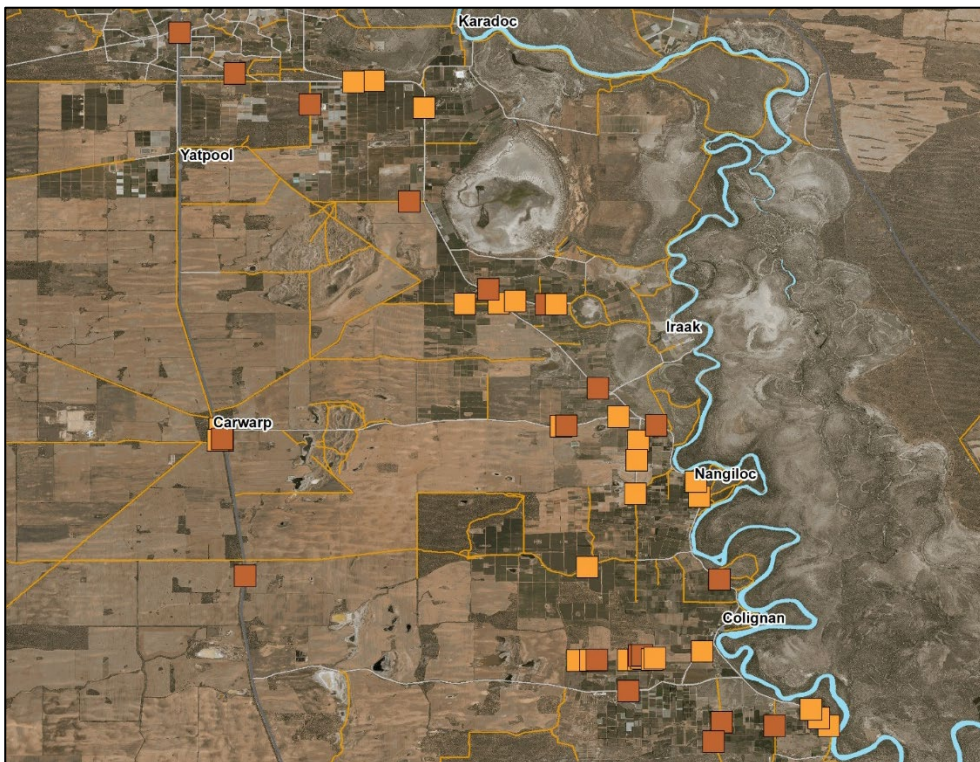 Karadoc
Yatpool
Iraak
Carwarp
Nangiloc
Colignan